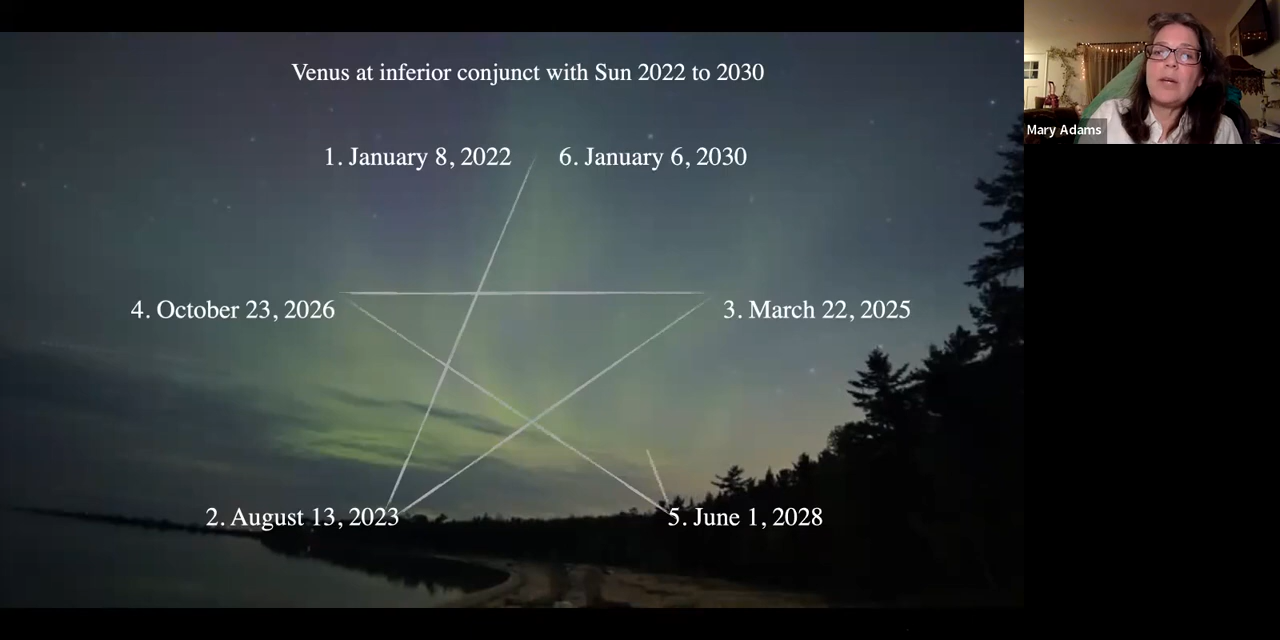 Venus at inferior conjunct with Sun 2022 to 2030
1. January 8, 2022
6. January 6, 2030
4. October 23, 2026
3. March 22, 2025
2. August 13, 2023
5. June 1, 2028
Mary Adams